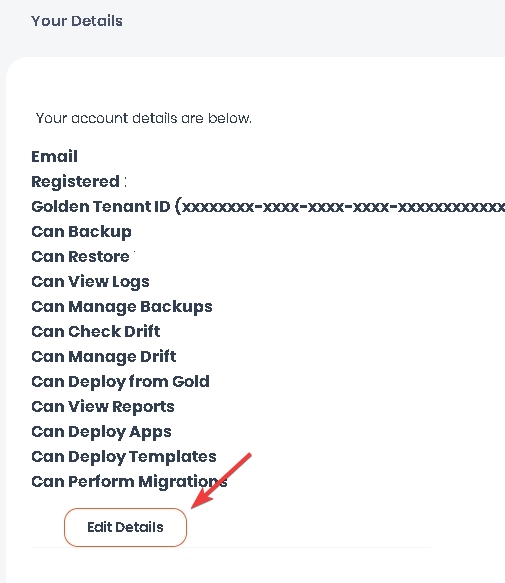 Your Details
Your account details are below.
Email
Registered :
Golden Tenant ID (xxxxxxxx-xxxx-xxxx-xxxx-xxxxxxxxxxxx
Can Backup
Can Restore
Can View Logs
Can Manage Backups
Can Check Drift
Can Manage Drift
Can Deploy from Gold
Can View Reports
Can Deploy Apps
Can Deploy Templates
Can Perform Migrations
Edit Details